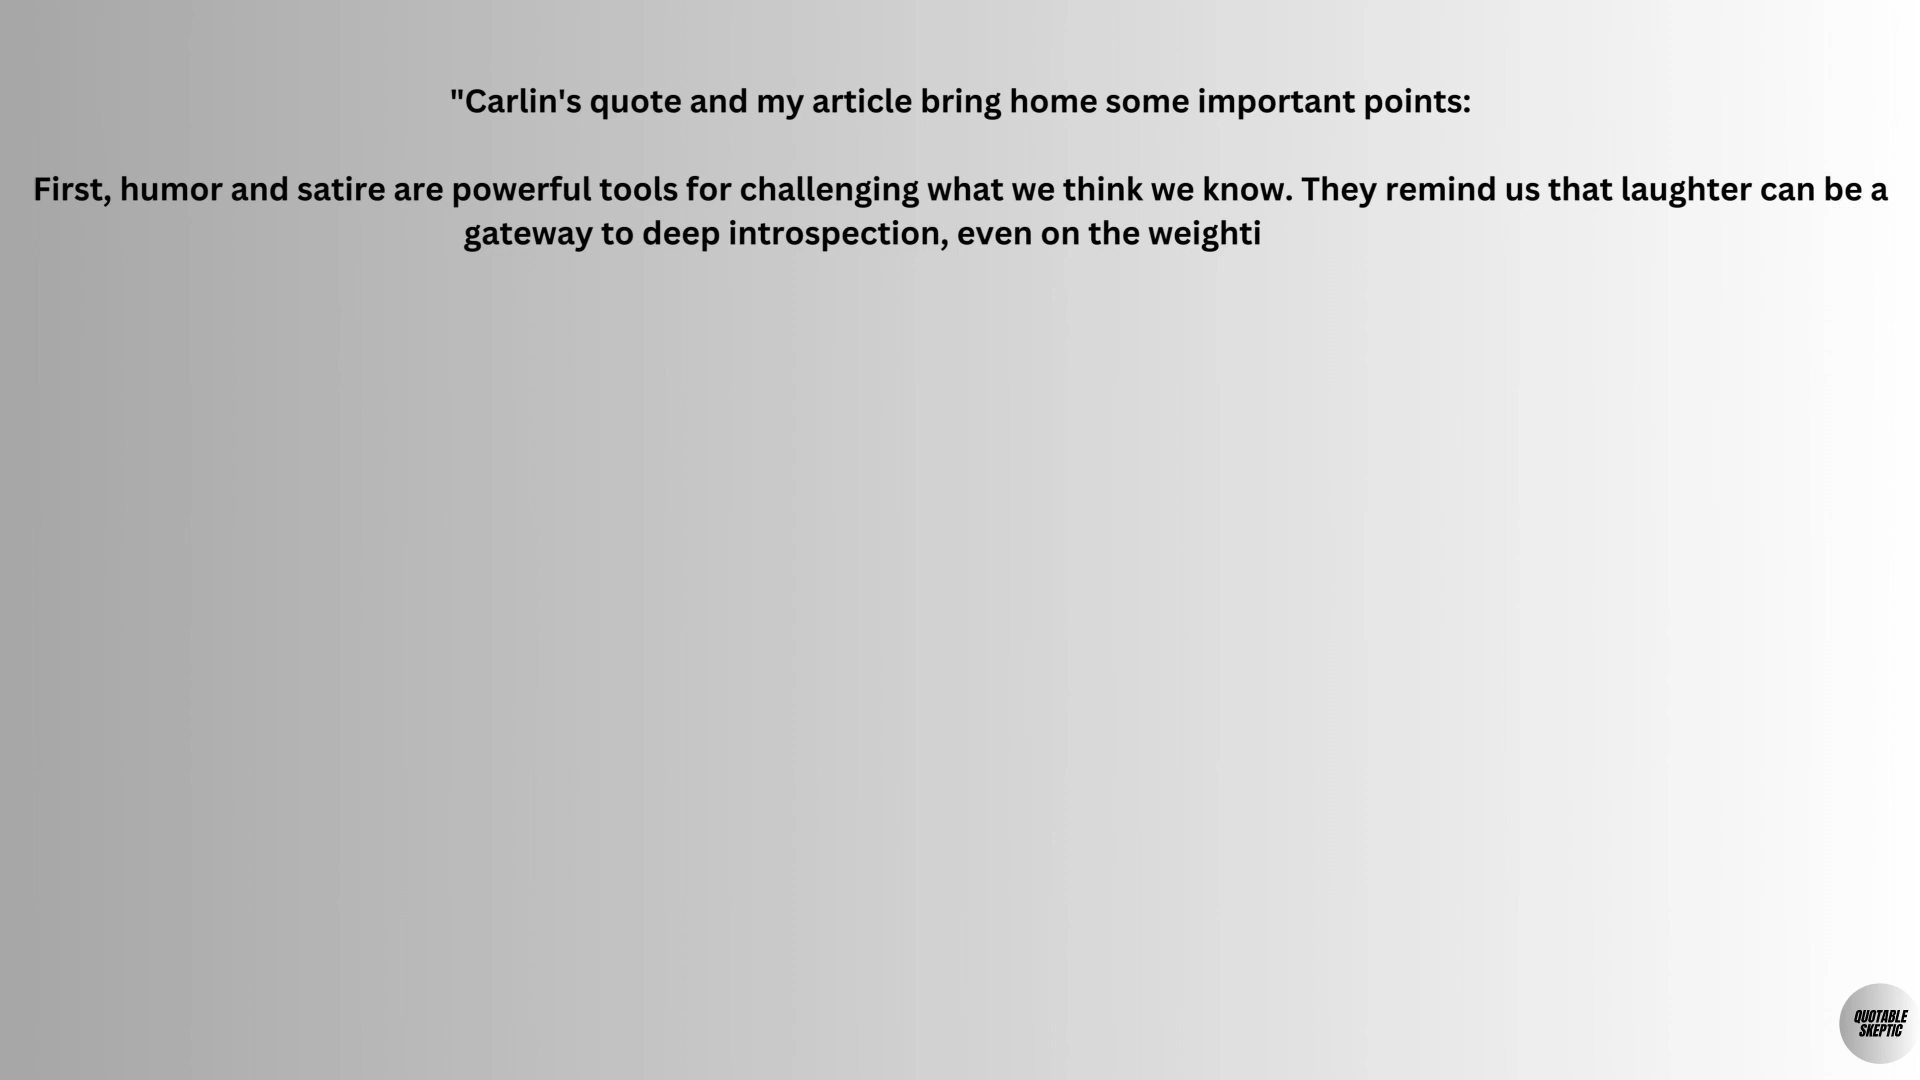 "Carlin's quote and my article bring home some important points:
First, humor and satire are powerful tools for challenging what we think we know. They remind us that laughter can be a
gateway to deep introspection, even on the weighti
QUOTABLE
SKEPTIC